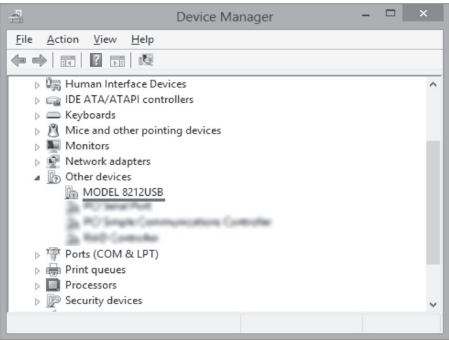 Device Manager
File Action View Help
Human Interface Devices
IDE ATA/ATAPI controllers
Keyboards
Mice and other pointing devices
Monitors
Network adapters
Other devices
MODEL 8212USB
Ports (COM & LPT)
Print queues
Processors
Security devices